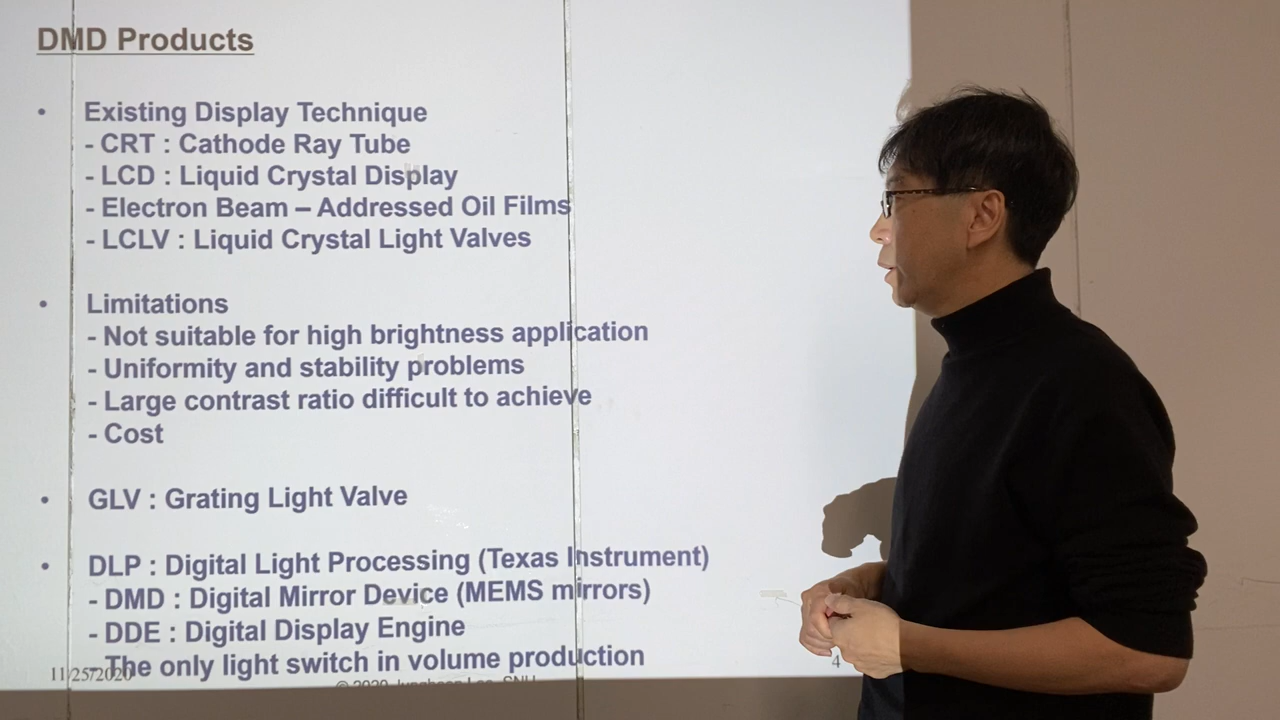 DMD Products
• Existing Display Technique
- CRT : Cathode Ray Tube
- LCD : Liquid Crystal Display
- Electron Beam – Addressed Oil Films
- LCLV : Liquid Crystal Light Valves
• Limitations
- Not suitable for high brightness application
- Uniformity and stability problems
- Large contrast ratio difficult to achieve
- Cost
• GLV : Grating Light Valve
• DLP : Digital Light Processing (Texas Instrument)
- DMD : Digital Mirror Device (MEMS mirrors)
- DDE : Digital Display Engine
- The only light switch in volume production
11/25/2020
© 2020 SNU
4